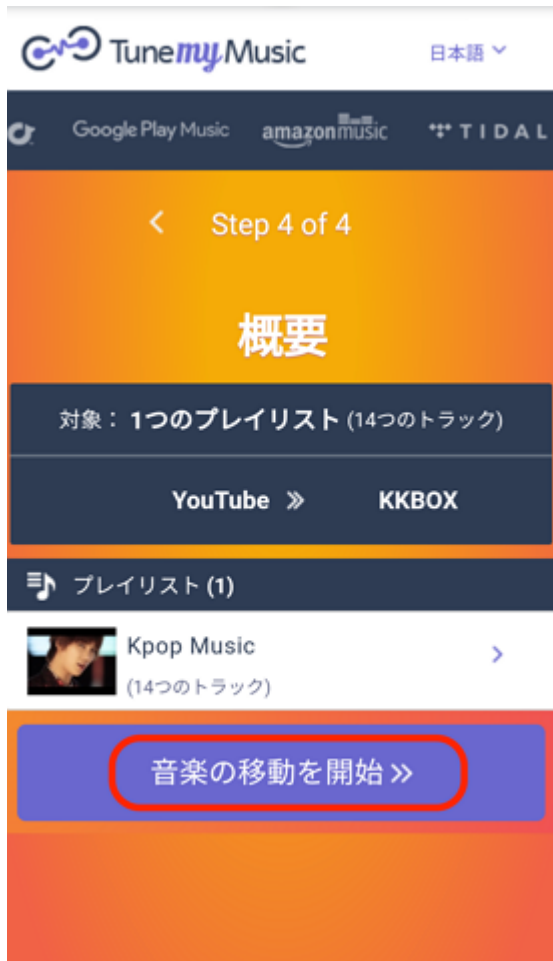 TunemyMusic 日本語
Google Play Music amazonmusic TIDAL
Step 4 of 4
概要
対象： 1つのプレイリスト (14つのトラック)
YouTube » KKBOX
プレイリスト (1)
Kpop Music
(14つのトラック)
音楽の移動を開始 »